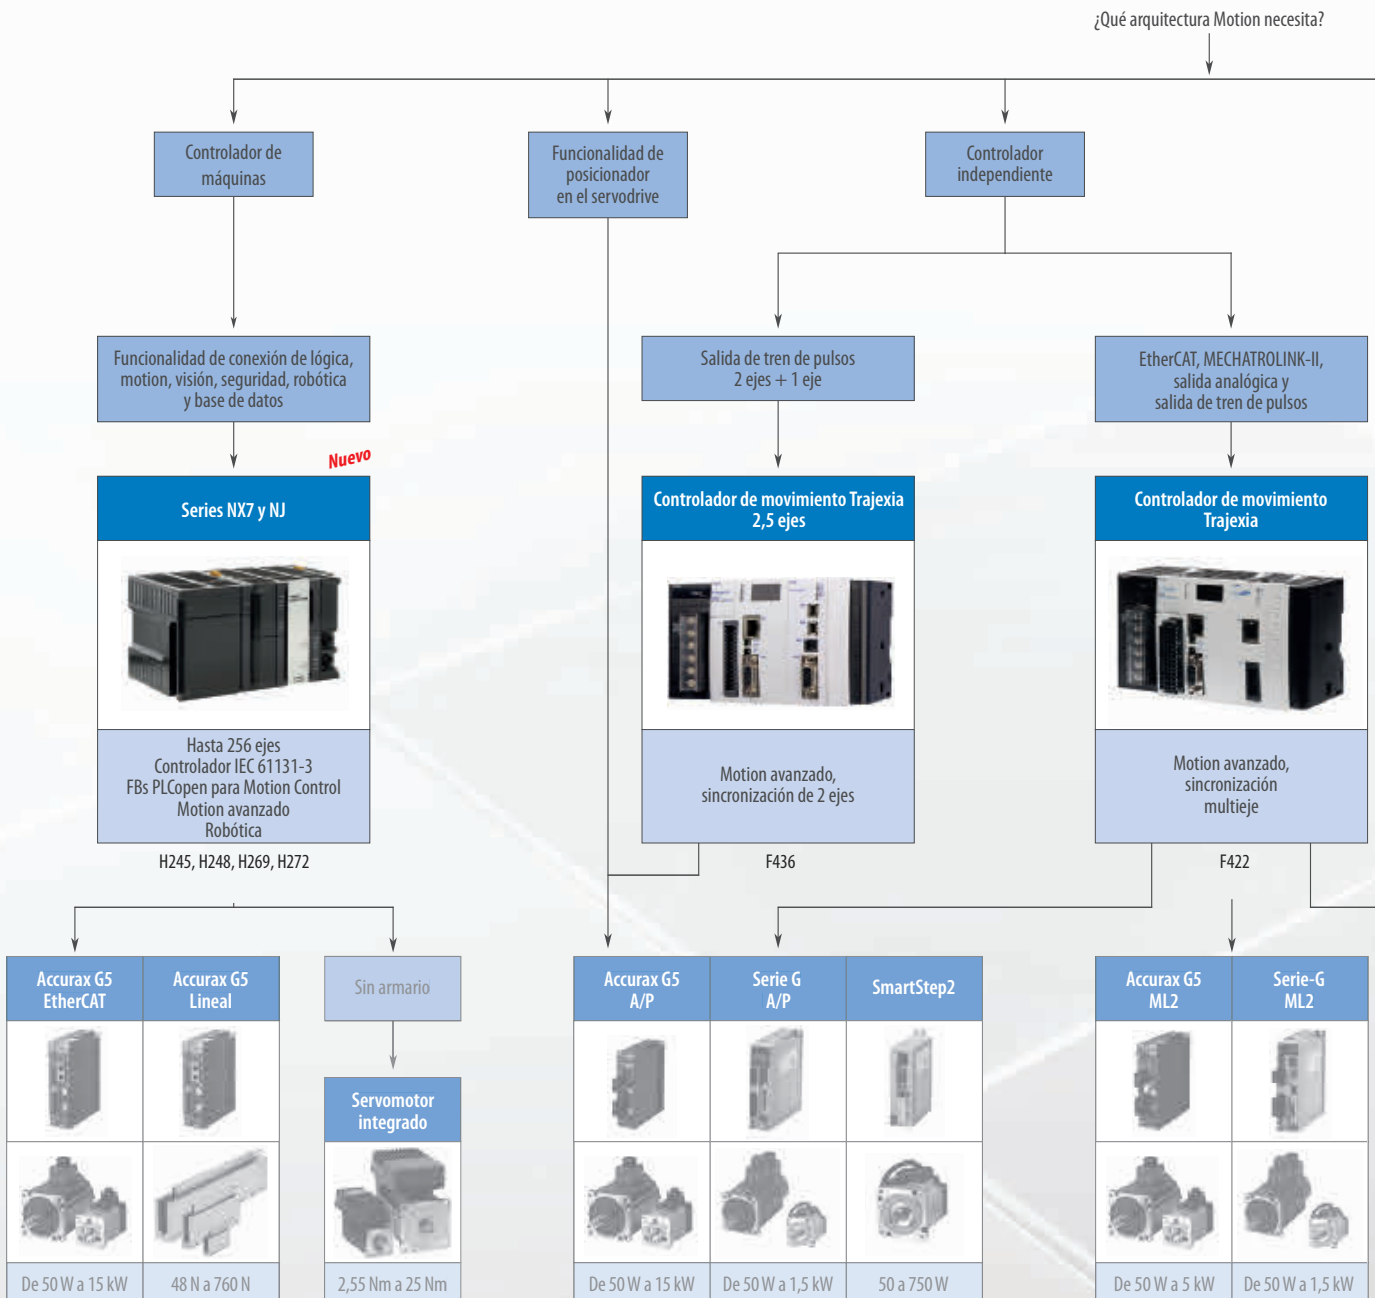 ¿Qué arquitectura Motion necesita?
Controlador de
máquinas
Funcionalidad de
posicionador
en el servodrive
Controlador
independiente
Funcionalidad de conexión de lógica,
motion, visión, seguridad, robótica
y base de datos
Salida de tren de pulsos
2 ejes + 1 eje
EtherCAT, MECHATROLINK-II,
salida analógica y
salida de tren de pulsos
Nuevo
Series NX7 y NJ
Controlador de movimiento Trajexia
2,5 ejes
Controlador de movimiento
Trajexia
Hasta 256 ejes
Controlador IEC 61131-3
FBs PLCopen para Motion Control
Motion avanzado
Robótica
Motion avanzado,
sincronización de 2 ejes
Motion avanzado,
sincronización
multieje
H245, H248, H269, H272
F436
F422
Accurax G5
EtherCAT
Accurax G5
Lineal
Sin armario
Servomotor
integrado
Accurax G5
A/P
Serie G
A/P
SmartStep2
Accurax G5
ML2
Serie-G
ML2
De 50 W a 15 kW
48 N a 760 N
2,55 Nm a 25 Nm
De 50 W a 15 kW
De 50 W a 1,5 kW
50 a 750 W
De 50 W a 5 kW
De 50 W a 1,5 kW